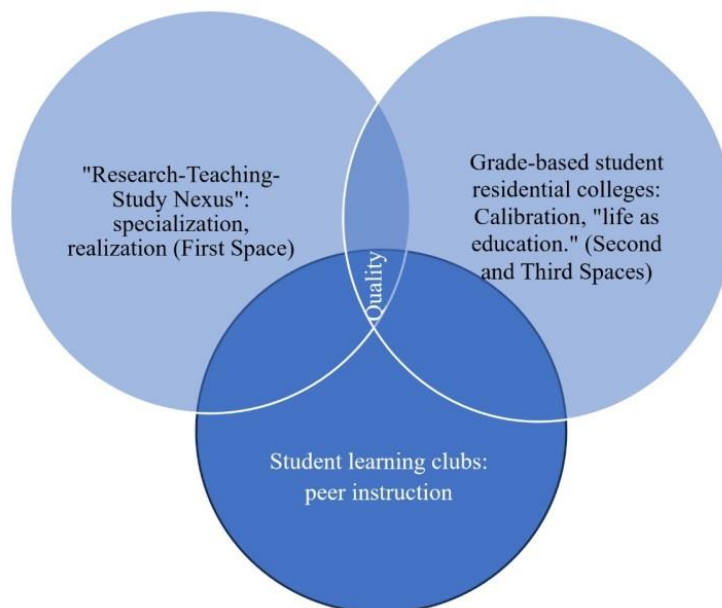 "Research-Teaching-
Study Nexus":
specialization,
realization (First Space)
Grade-based student
residential colleges:
Calibration, "life as
education." (Second
and Third Spaces)
Quality
Student learning clubs:
peer instruction